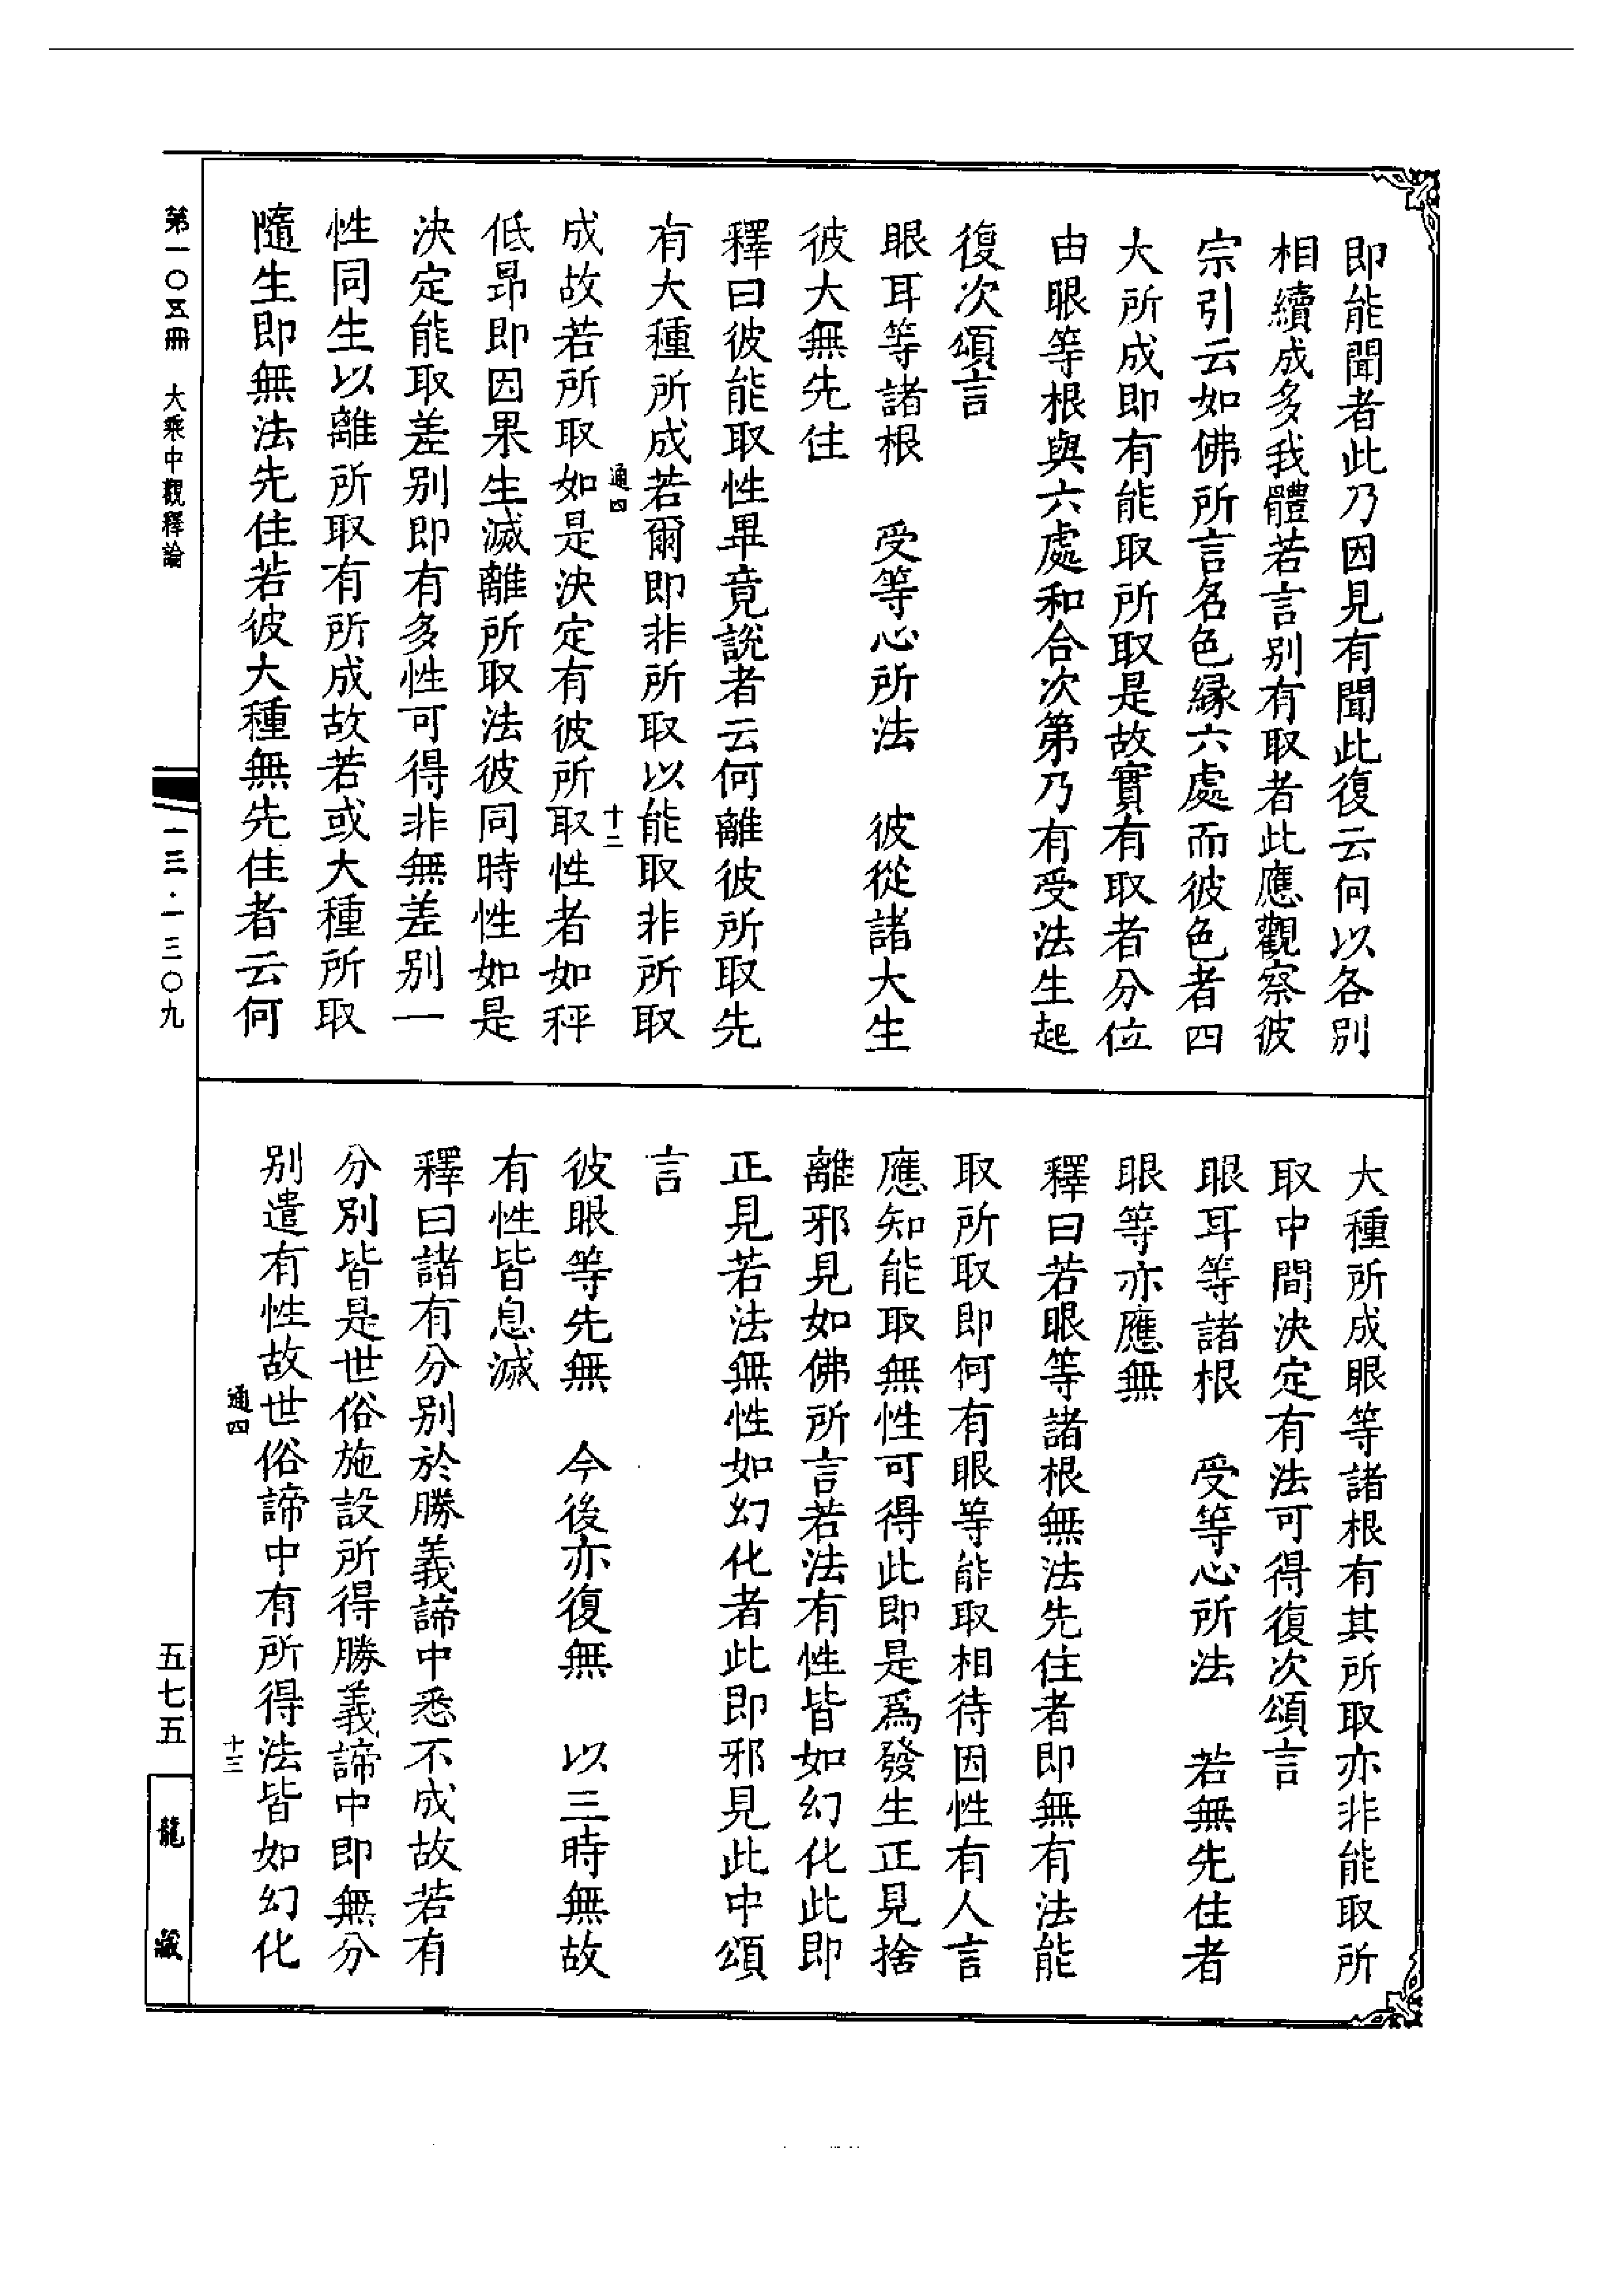 即能聞者此乃因見有聞此復云何以各別
相續成多我體若言別有取者此應觀察彼
宗引云如佛所言名色緣六處而彼色者四
大所成即有能取所取是故實有取者分位
由眼等根與六處和合次第乃有受法生起
復次頌言
眼耳等諸根　受等心所法　彼從諸大生
彼大無先住
釋曰彼能取性畢竟說者云何離彼所取先
有大種所成若爾即非所取以能取非所取
通四　十二
成故若所取如是決定有彼所取性者如秤
低昂即因果生滅離所取法彼同時性如是
決定能取差別即有多性可得非無差別一
性同生以離所取有所成故若或大種所取
隨生即無法先住若彼大種無先住者云何
大種所成眼等諸根有其所取亦非能取所
取中間決定有法可得復次頌言
眼耳等諸根　受等心所法　若無先住者
眼等亦應無
釋曰若眼等諸根無法先住者即無有法能
取所取即何有眼等能取相待因性有人言
應知能取無性可得此即是為發生正見捨
離邪見如佛所言若法有性皆如幻化此即
正見若法無性如幻化者此即邪見此中頌
言
彼眼等先無　今後亦復無　以三時無故
有性皆息滅
釋曰諸有分別於勝義諦中悉不成故若有
分別皆是世俗施設所得勝義諦中即無分
別遣有性故世俗諦中有所得法皆如幻化
通四　十三
第一〇五冊　大乘中觀釋論
一三·一三〇九
五七五
龍藏